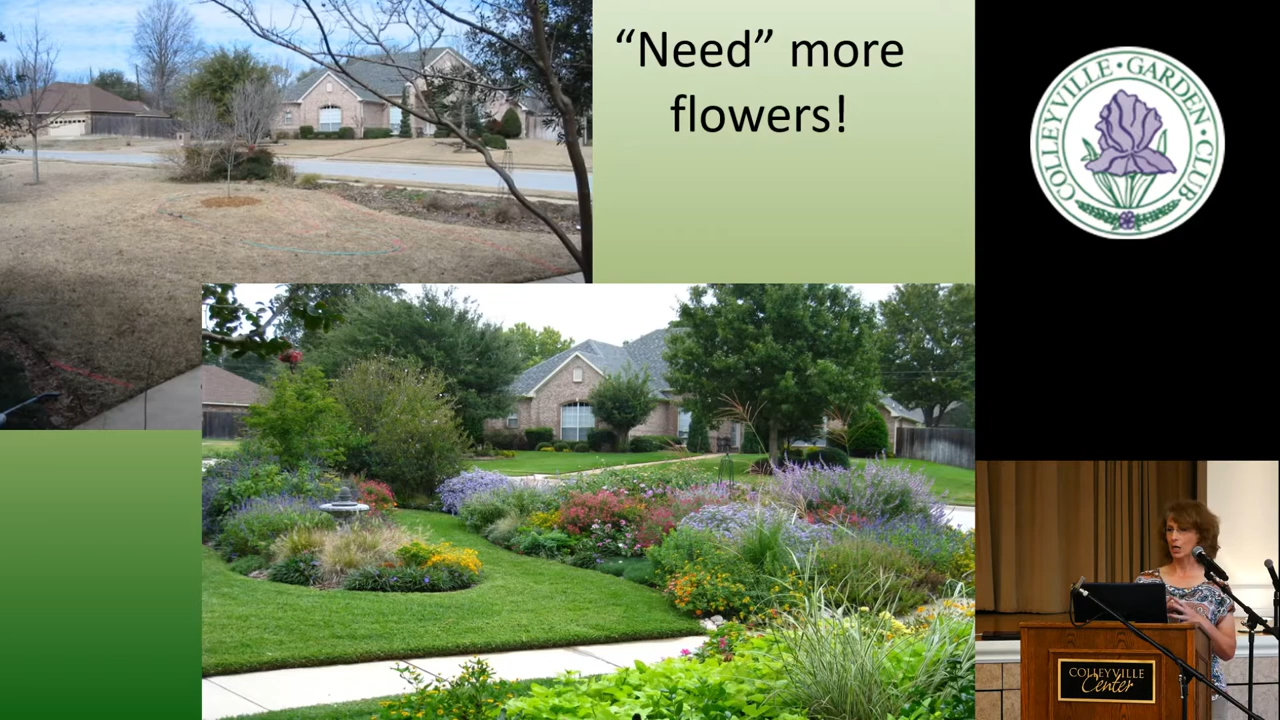 “Need” more
flowers!
COLLEYVILLE • GARDEN • CLUB
COLLEYVILLE
Center